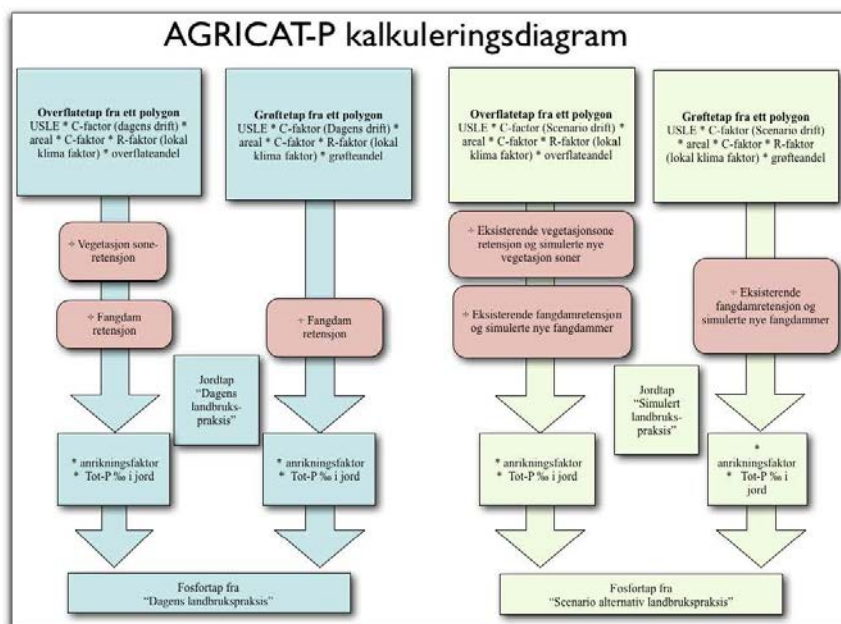 AGRICAT-P kalkuleringsdiagram
Overflatetap fra ett polygon
USLE * C-factor (dagens drift) *
areal * C-faktor * R-faktor (lokal
klima faktor) * overflateandel
Grøftetap fra ett polygon
USLE * C-faktor (Dagens drift) *
areal * C-faktor * R-faktor (lokal
klima faktor) * grøfteandel
Overflatetap fra ett polygon
USLE * C-factor (Scenario drift) *
areal * C-faktor * R-faktor (lokal
klima faktor) * overflateandel
Grøftetap fra ett polygon
USLE * C-faktor (Scenario drift)
* areal * C-faktor * R-faktor
(lokal klima faktor) * grøfteandel
÷ Vegetasjon sone-
retensjon
÷ Fangdam
retensjon
÷ Fangdam
retensjon
÷ Eksisterende vegetasjonsone
retensjon og simulerte nye
vegetasjon soner
÷ Eksisterende fangdamretensjon
og simulerte nye fangdammer
÷ Eksisterende
fangdamretensjon og
simulerte nye fangdammer
Jordtap
"Dagens
landbruks-
praksis"
Jordtap
"Simulert
landbruks-
praksis"
* anrikningsfaktor
* Tot-P ‰ i jord
* anrikningsfaktor
* Tot-P ‰ i jord
* anrikningsfaktor
* Tot-P ‰ i jord
*
anrikningsfaktor
* Tot-P ‰ i
jord
Fosfortap fra
"Dagens landbrukspraksis"
Fosfortap fra
"Scenario alternativ landbrukspraksis"